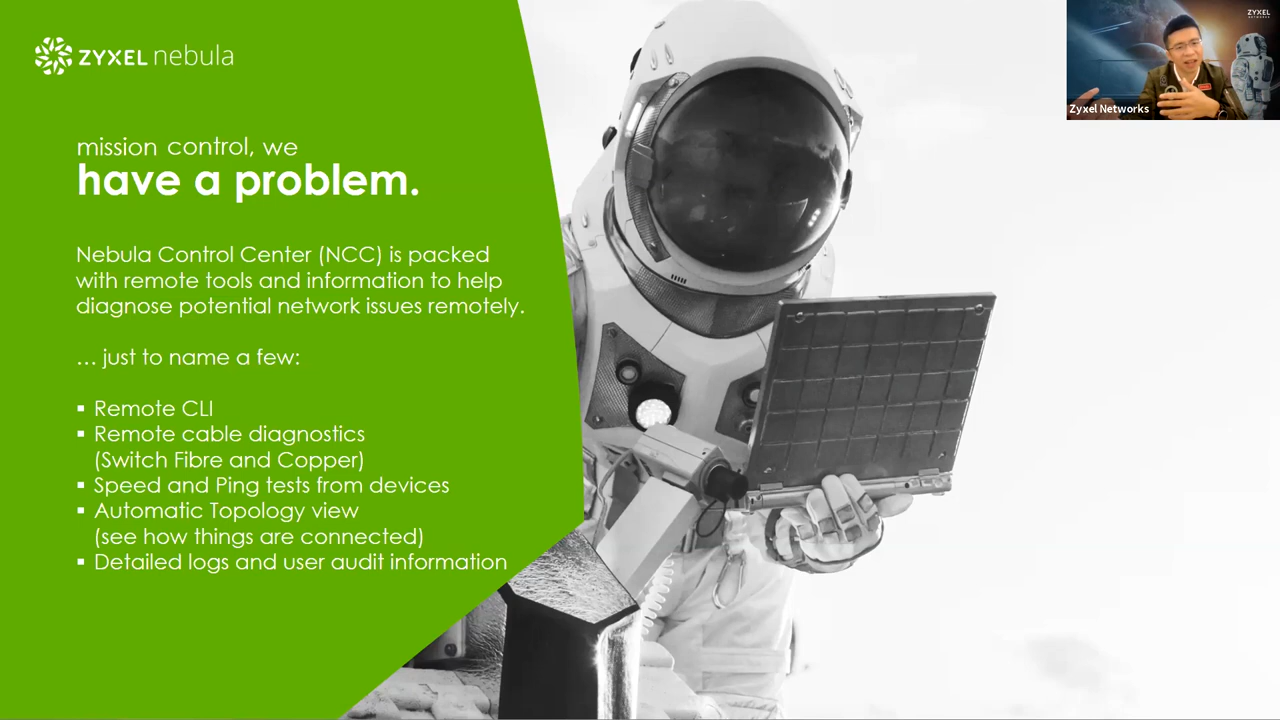 ZYXEL nebula
ZYXEL
NETWORKS
Zyxel Networks
mission control, we
have a problem.
Nebula Control Center (NCC) is packed
with remote tools and information to help
diagnose potential network issues remotely.
... just to name a few:
▪ Remote CLI
▪ Remote cable diagnostics
(Switch Fibre and Copper)
▪ Speed and Ping tests from devices
▪ Automatic Topology view
(see how things are connected)
▪ Detailed logs and user audit information